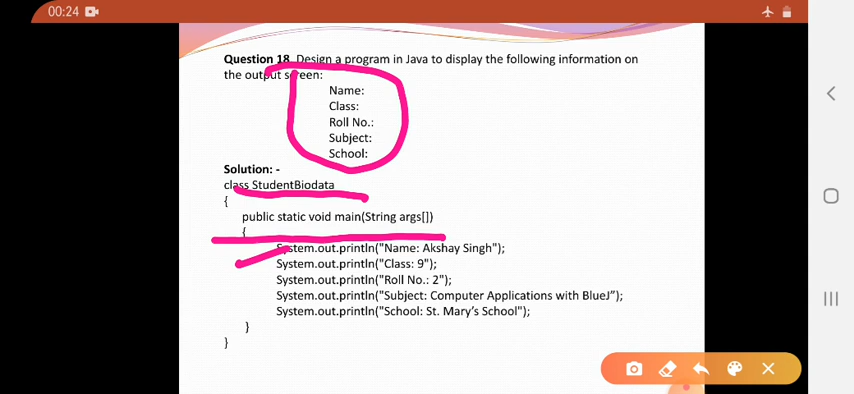 00:24
Question 18. Design a program in Java to display the following information on
the output screen:
Name:
Class:
Roll No.:
Subject:
School:
Solution: -
class StudentBiodata
{
public static void main(String args[])
{
System.out.println("Name: Akshay Singh");
System.out.println("Class: 9");
System.out.println("Roll No.: 2");
System.out.println("Subject: Computer Applications with BlueJ”);
System.out.println("School: St. Mary’s School");
}
}